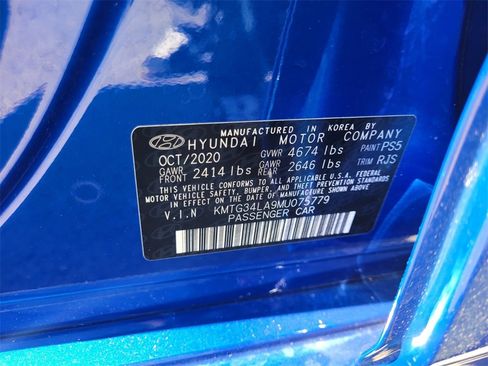 MANUFACTURED IN KOREA BY
HYUNDAI MOTOR COMPANY
OCT/2020 GVWR 4674 lbs PAINT PS5
GAWR FRONT 2414 lbs GAWR REAR 2646 lbs TRIM RJS
THIS VEHICLE CONFORMS TO ALL APPLICABLE U.S. FEDERAL
MOTOR VEHICLE SAFETY, BUMPER, AND THEFT PREVENTION
STANDARDS IN EFFECT ON THE DATE OF MANUFACTURE SHOWN ABOVE.
V.I.N KMTG34LA9MU075779
PASSENGER CAR